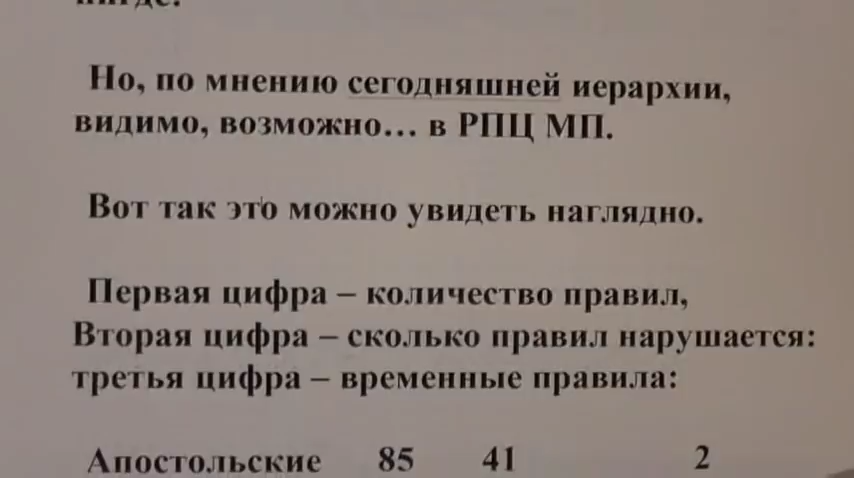 Но, по мнению сегодняшней иерархии,
видимо, возможно... в РПЦ МП.
Вот так это можно увидеть наглядно.
Первая цифра – количество правил,
Вторая цифра – сколько правил нарушается:
третья цифра – временные правила:
Апостольские 85 41 2